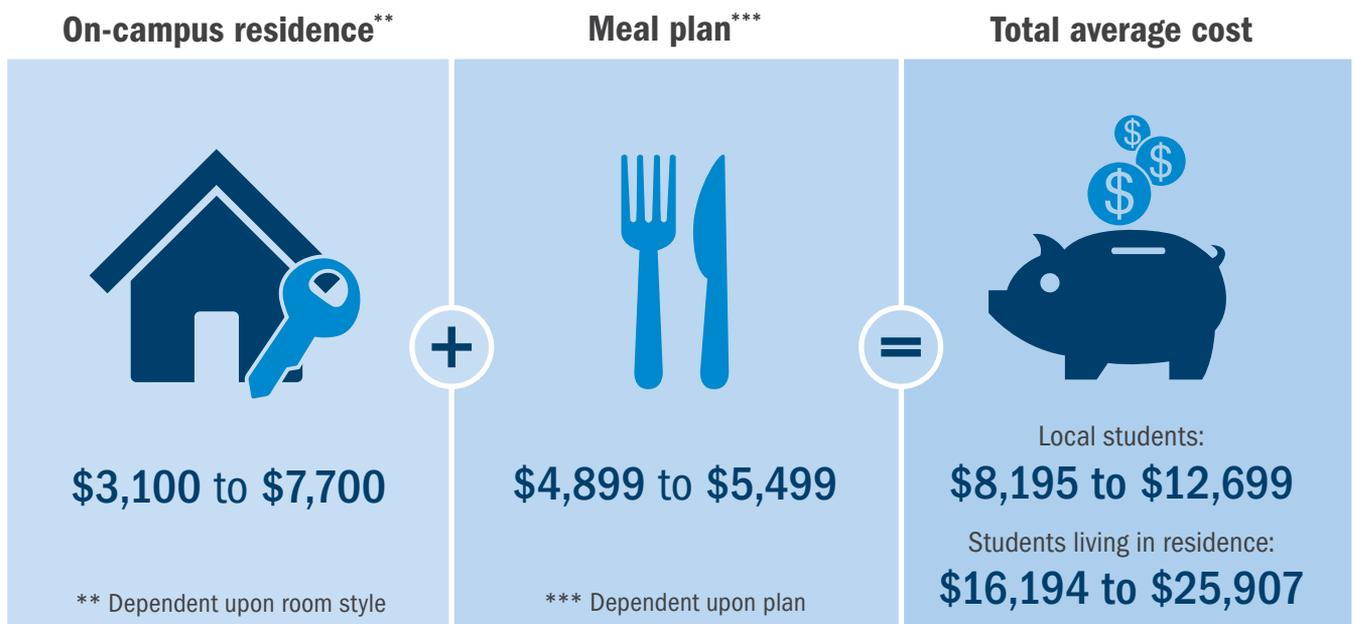 On-campus residence**
Meal plan***
Total average cost
$
$
$
+
=
$3,100 to $7,700
** Dependent upon room style
$4,899 to $5,499
*** Dependent upon plan
Local students:
$8,195 to $12,699
Students living in residence:
$16,194 to $25,907